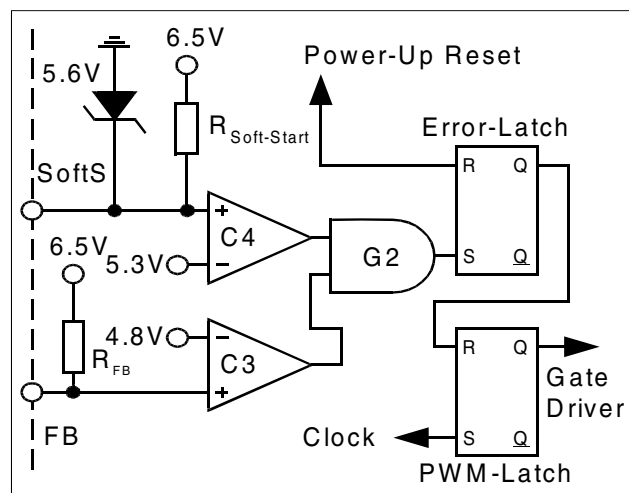 6.5V
Power-Up Reset
5.6V
R Soft-Start
Error-Latch
R Q
SoftS
+
C4
6.5V
5.3V
-
G2
S Q
4.8V
-
R FB
C3
R Q
+
Gate
Driver
FB
Clock
S Q
PWM-Latch